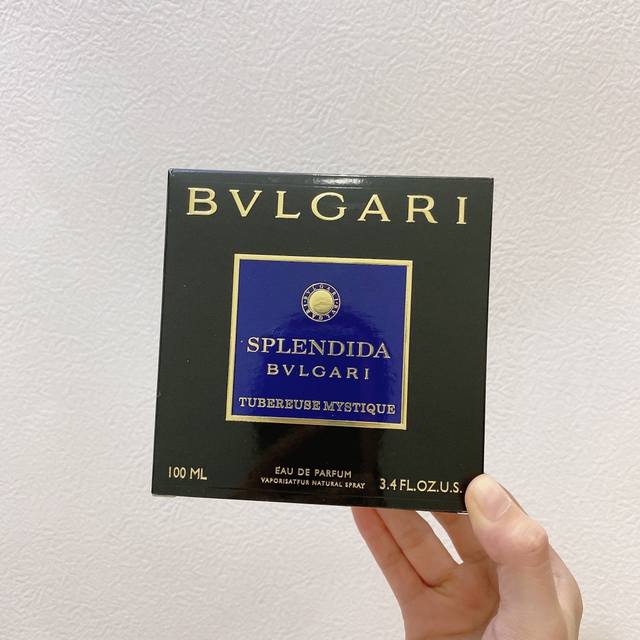 BVLGARI
SPLENDIDA
BVLGARI
TUBEREUSE MYSTIQUE
100 ML
EAU DE PARFUM
VAPORISATEUR NATURAL SPRAY
3.4 FL.OZ.U.S.